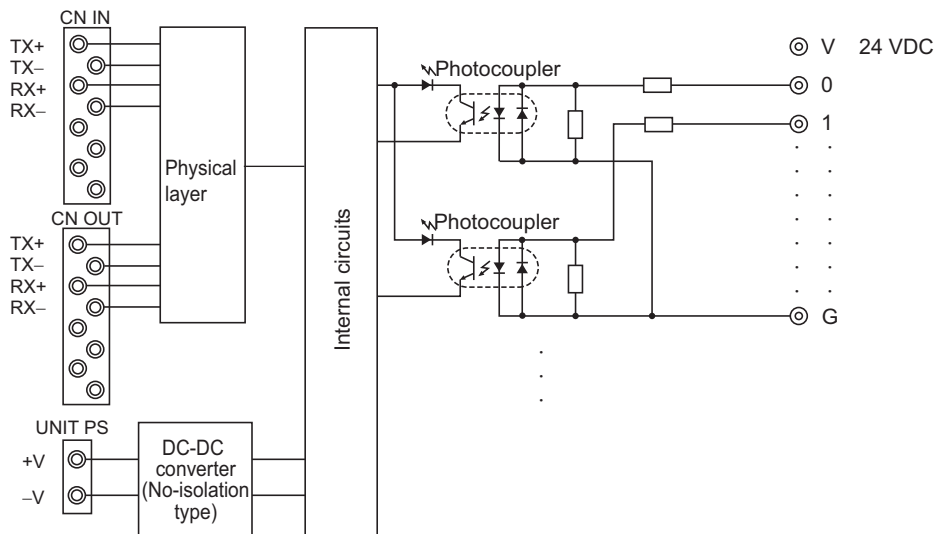 CN IN
TX+
TX−
RX+
RX−
CN OUT
TX+
TX−
RX+
RX−
UNIT PS
+V
−V
Physical
layer
DC-DC
converter
(No-isolation
type)
Internal circuits
Photocoupler
Photocoupler
V 24 VDC
0
1
G